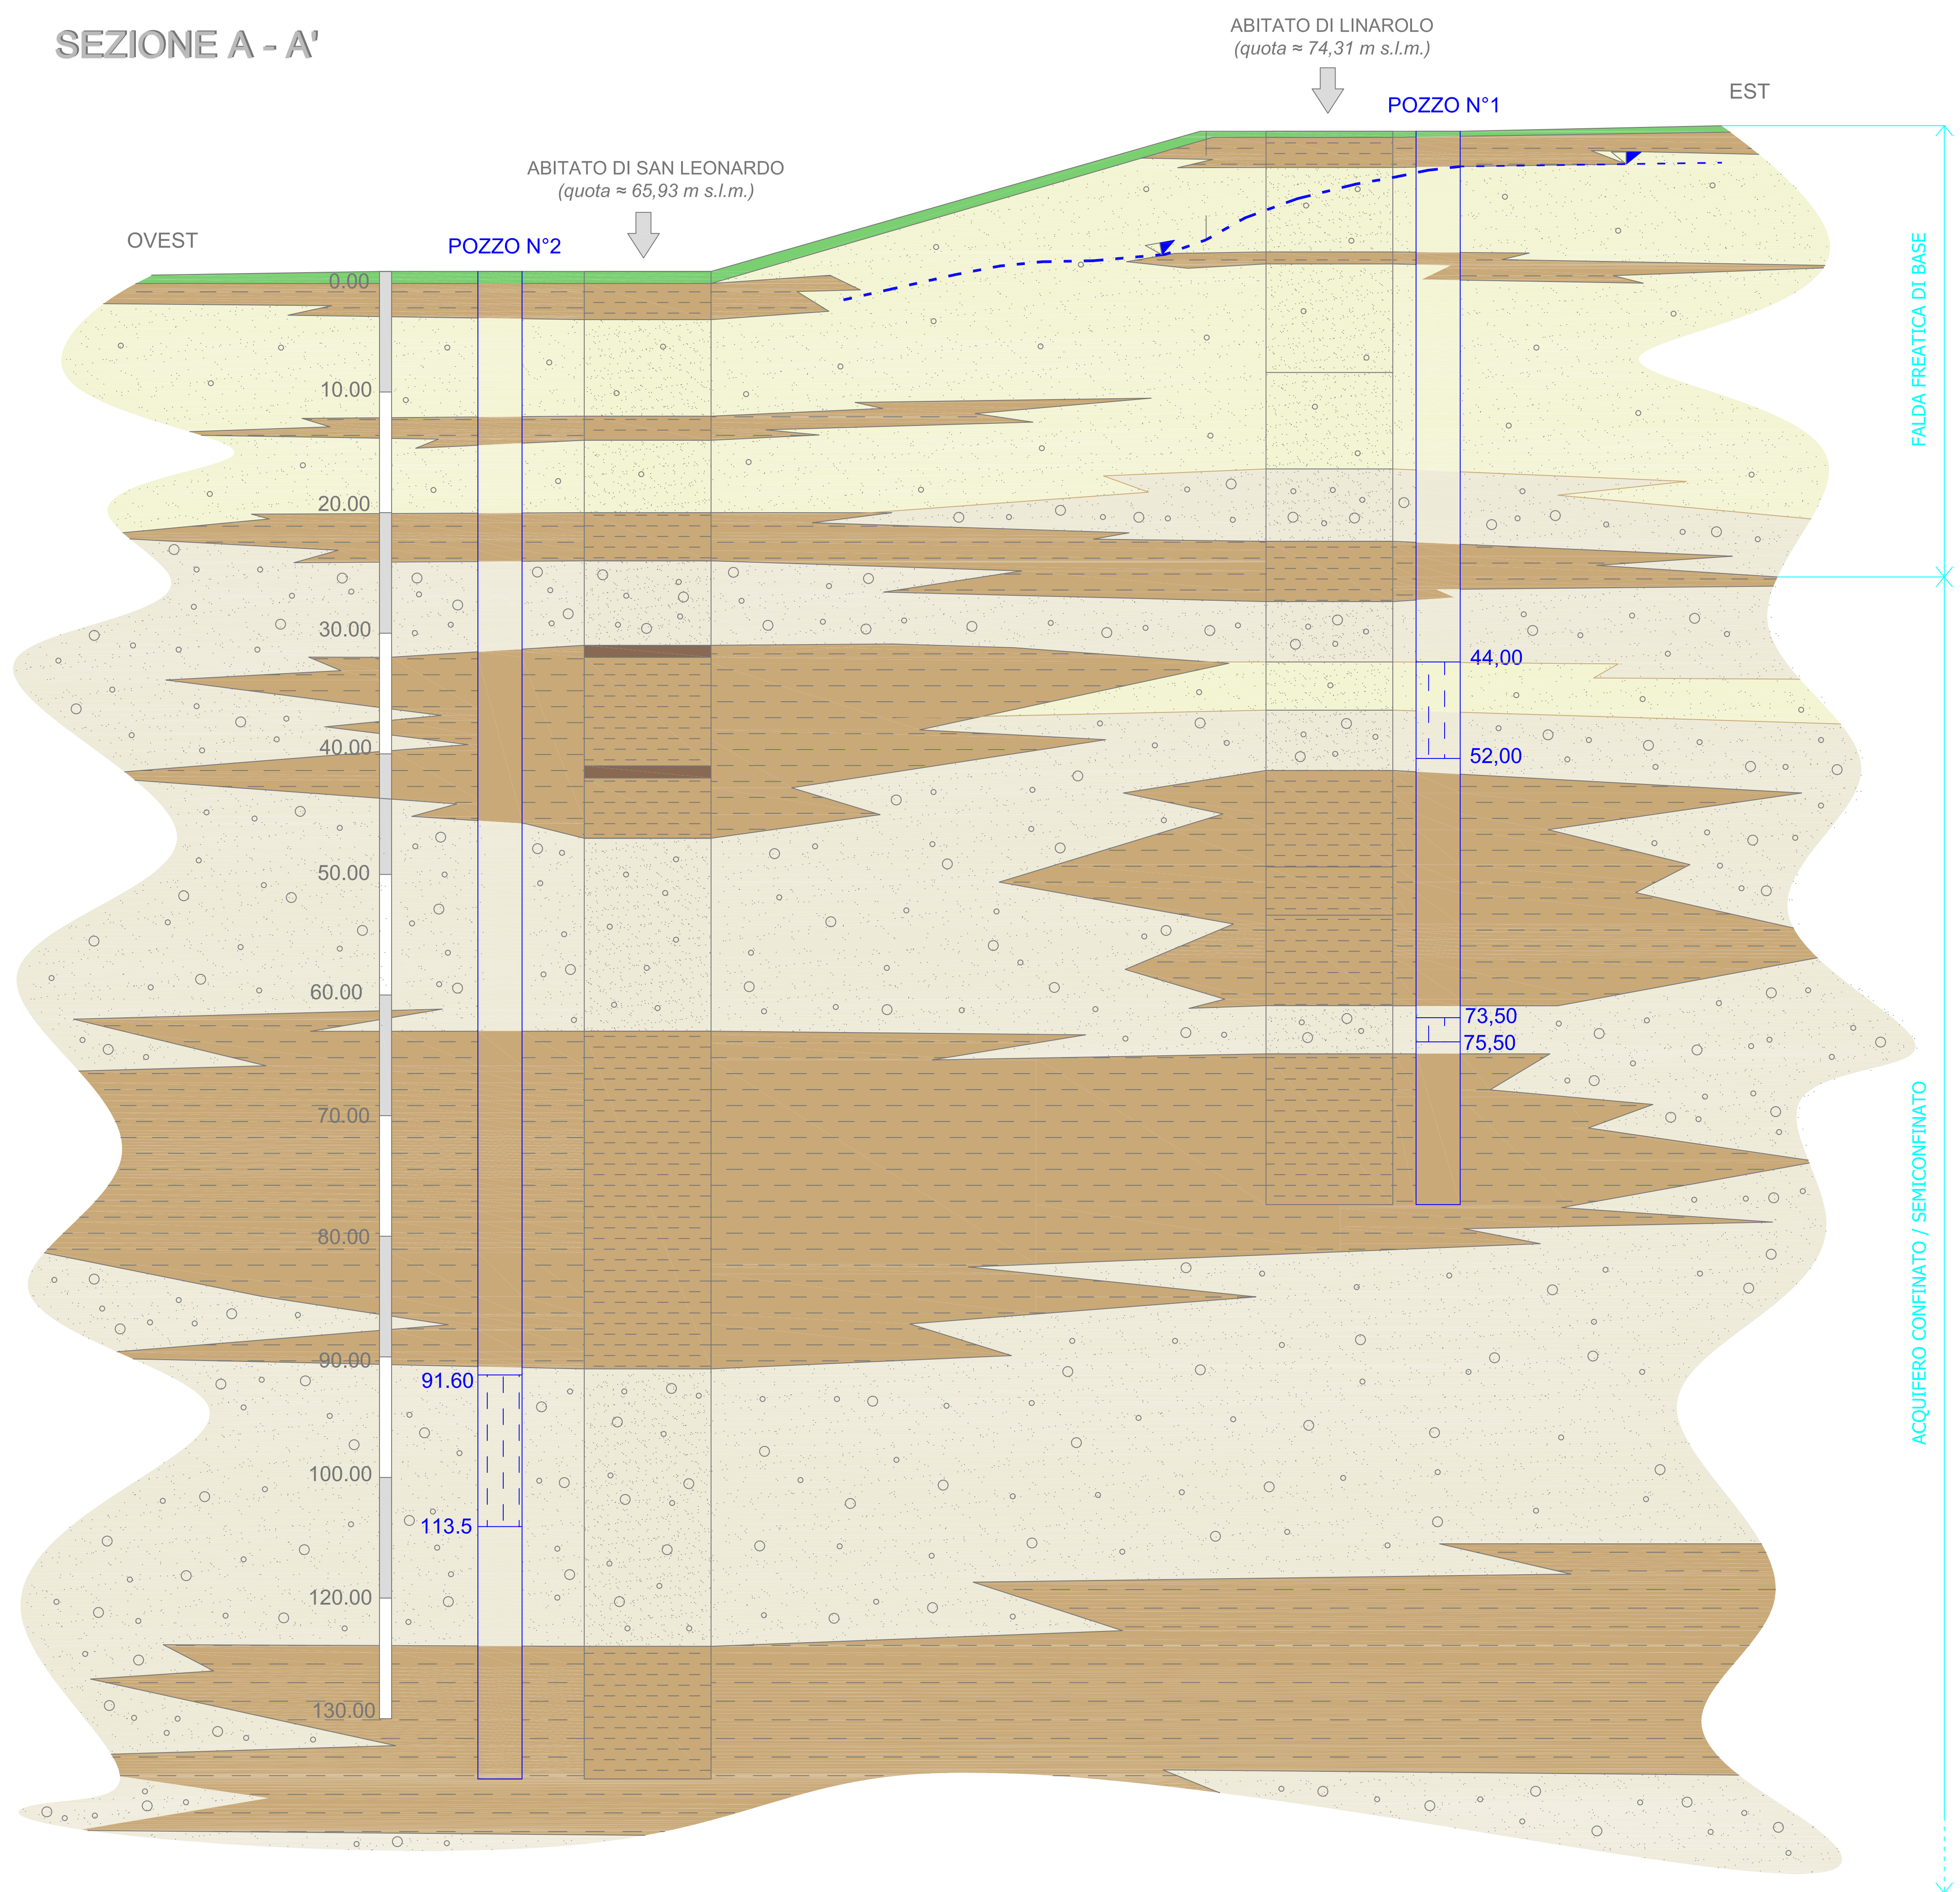 SEZIONE A - A'
ABITATO DI LINAROLO
(quota ≈ 74,31 m s.l.m.)
EST
POZZO N°1
ABITATO DI SAN LEONARDO
(quota ≈ 65,93 m s.l.m.)
OVEST
POZZO N°2
0.00
10.00
20.00
30.00
40.00
50.00
60.00
70.00
80.00
90.00
100.00
120.00
130.00
44,00
52,00
73,50
75,50
91.60
113.5
FALDA FREATICA DI BASE
ACQUIFERO CONFINATO / SEMICONFINATO